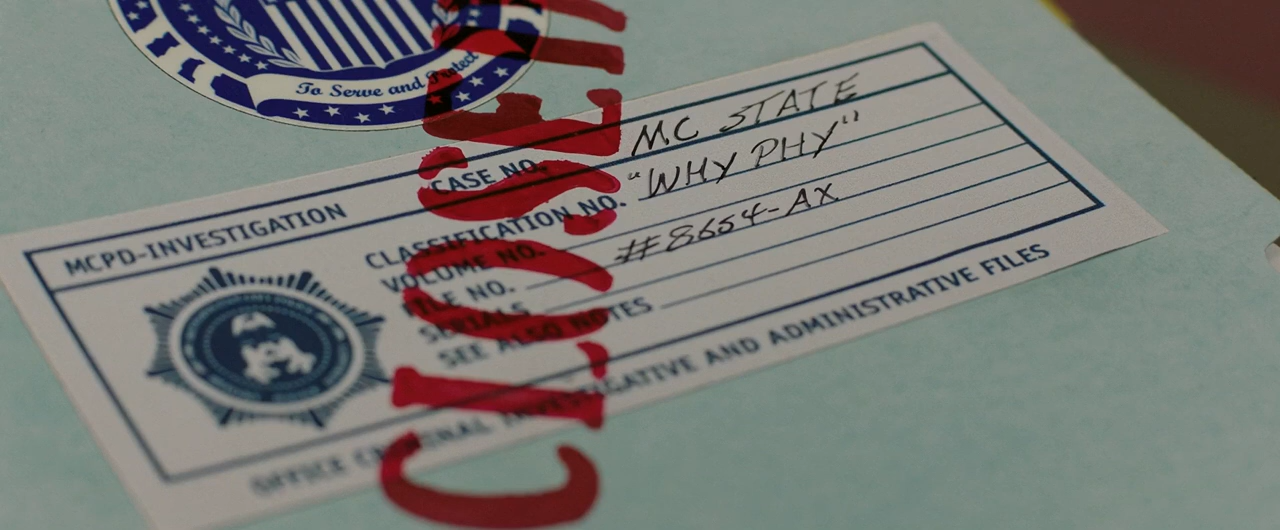 To Serve and Protect
MCPD-INVESTIGATION
CASE NO. MC STATE
CLASSIFICATION NO. "WHY PHY"
VOLUME NO. #8654-AX
FILE NO.
SERIALS
SEE ALSO NOTES
OFFICE CRIMINAL INVESTIGATIVE AND ADMINISTRATIVE FILES
CLOSED